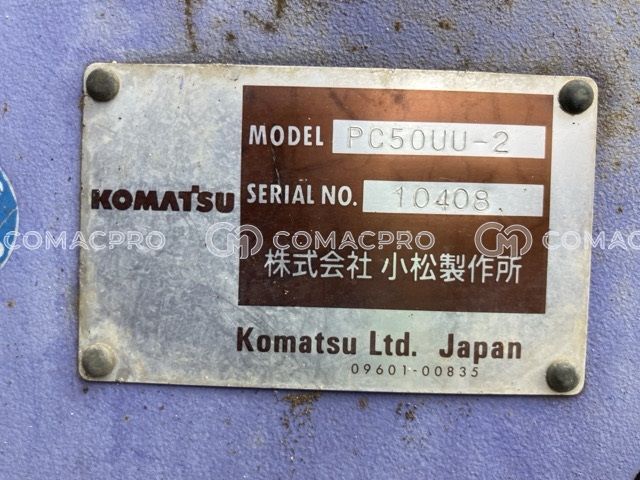 MODEL PC50UU-2
KOMATSU
SERIAL NO. 10408
COMACPRO COMACPRO COMAC
株式会社 小松製作所
Komatsu Ltd. Japan
09601-00835